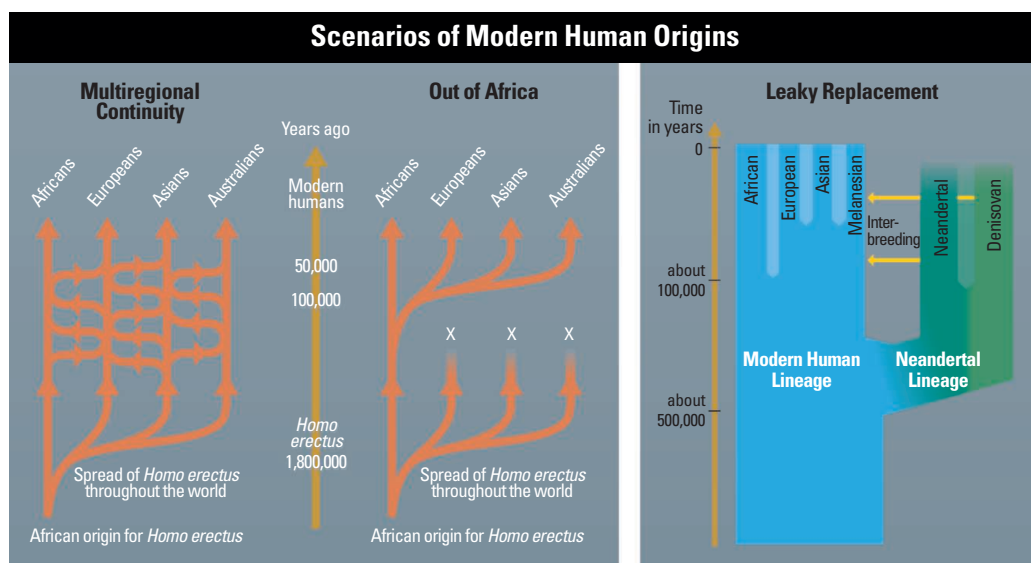 Scenarios of Modern Human Origins
Multiregional
Continuity
Africans
Europeans
Asians
Australians
Spread of Homo erectus
throughout the world
African origin for Homo erectus
Years ago
Modern
humans
50,000
100,000
Homo
erectus
1,800,000
Out of Africa
Africans
Europeans
Asians
Australians
X
X
X
Spread of Homo erectus
throughout the world
African origin for Homo erectus
Leaky Replacement
Time
in years
0
about
100,000
about
500,000
African
European
Asian
Melanesian
Inter-
breeding
Neandertal
Denisovan
Modern Human
Lineage
Neandertal
Lineage